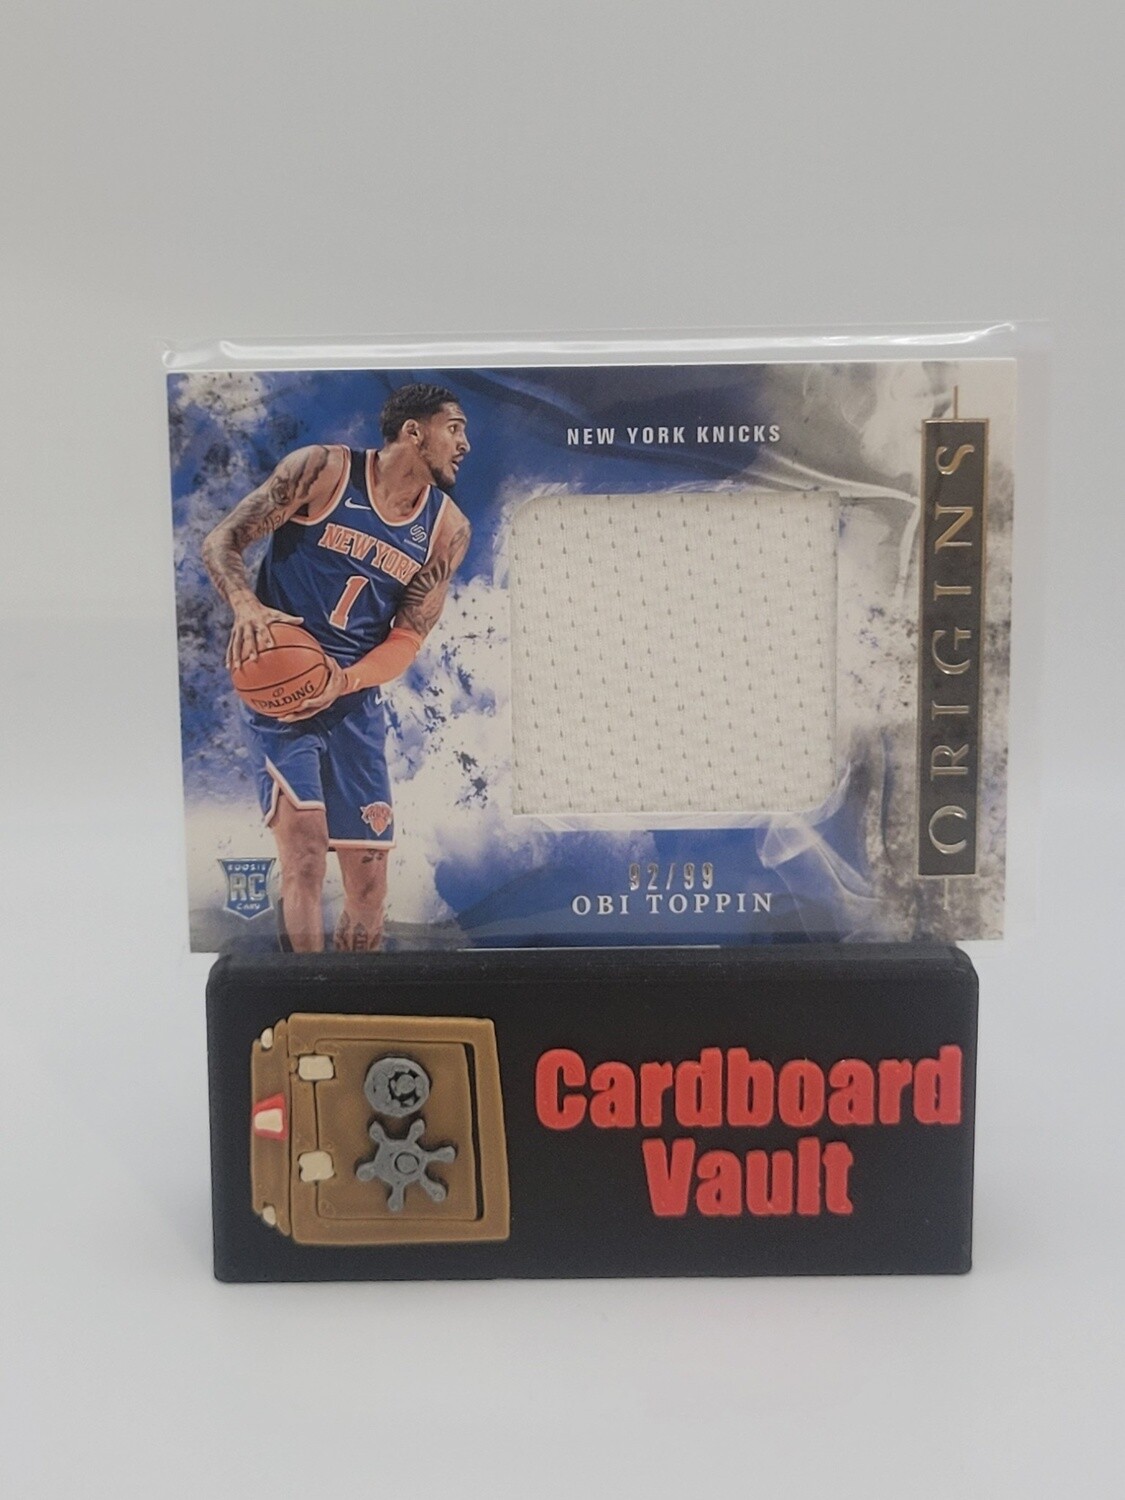 NEW YORK KNICKS
ORIGINS
NEW YORK
1
SPALDING
ROOKIE
RC
CARD
92/99
OBI TOPPIN
Cardboard
Vault